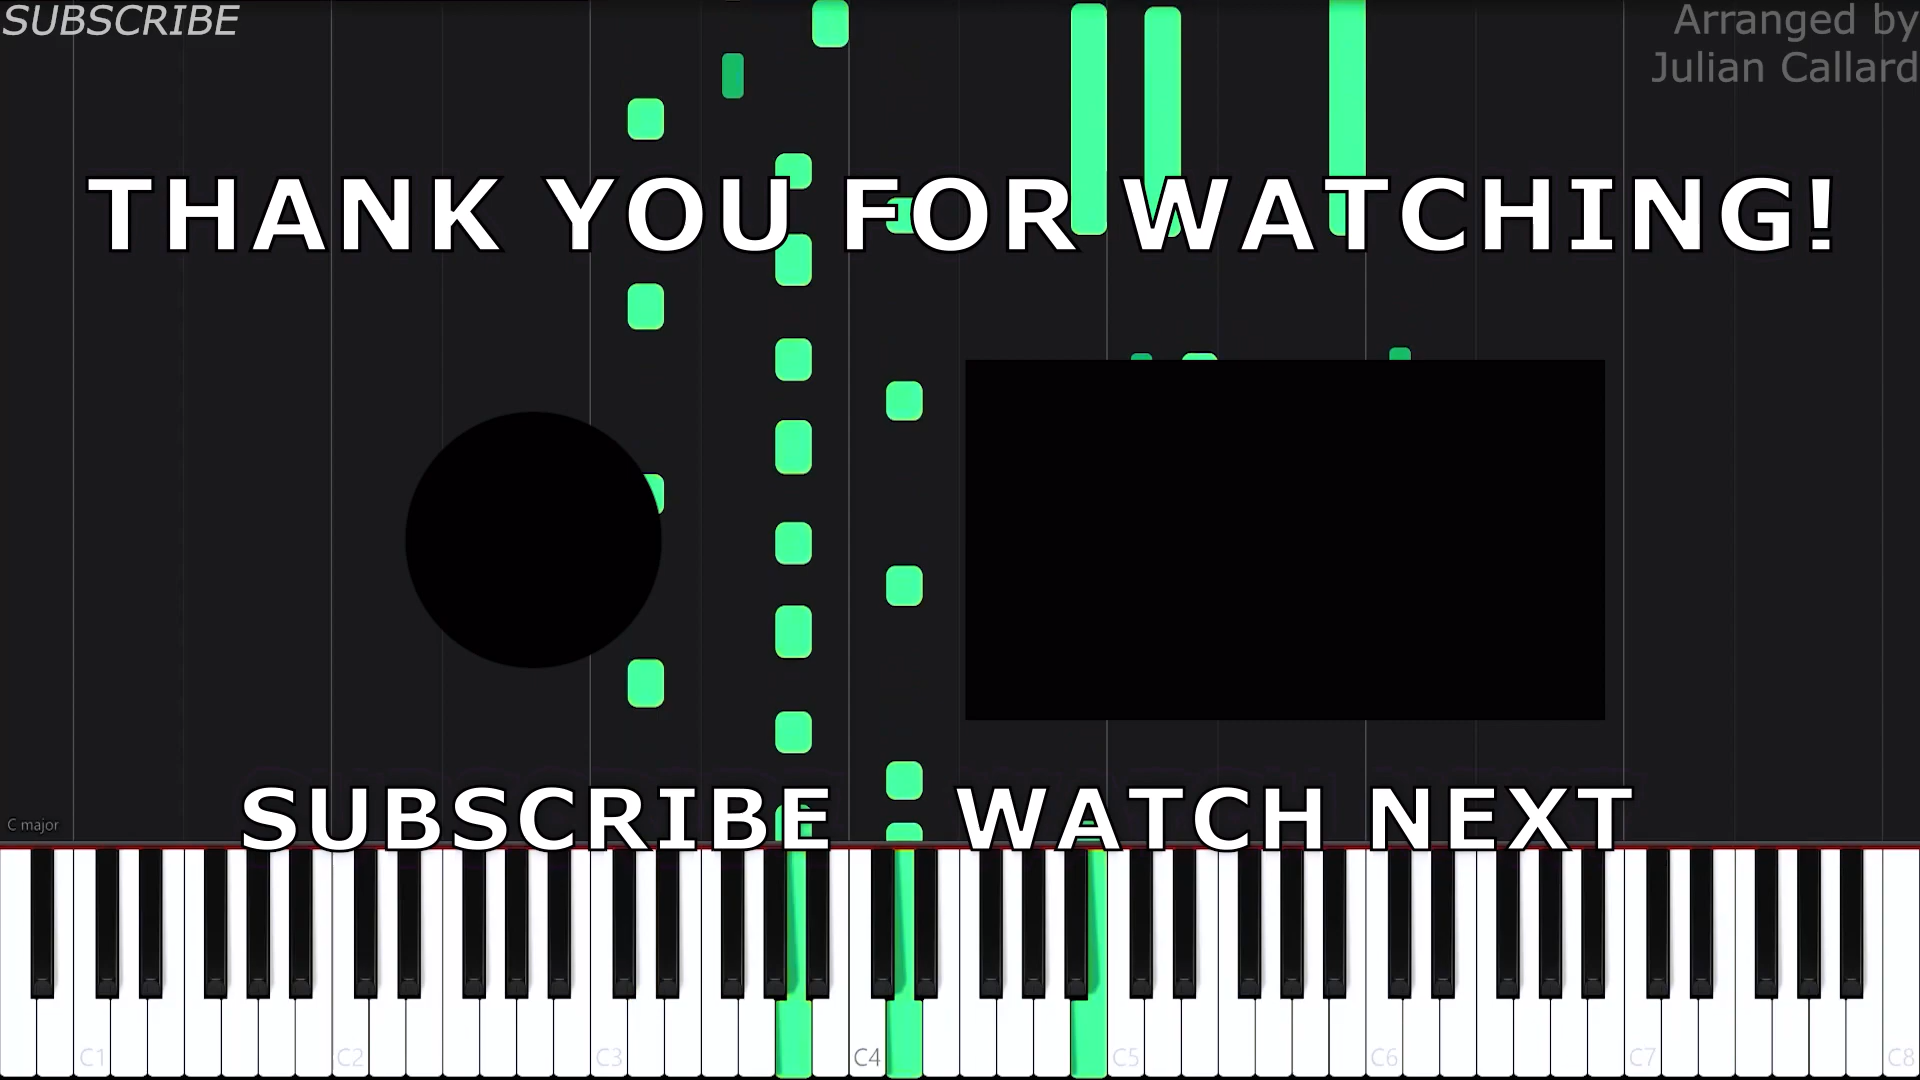 SUBSCRIBE
Arranged by
Julian Callard
THANK YOU FOR WATCHING!
SUBSCRIBE
WATCH NEXT
C major
C1
C2
C3
C4
C5
C6
C7
C8